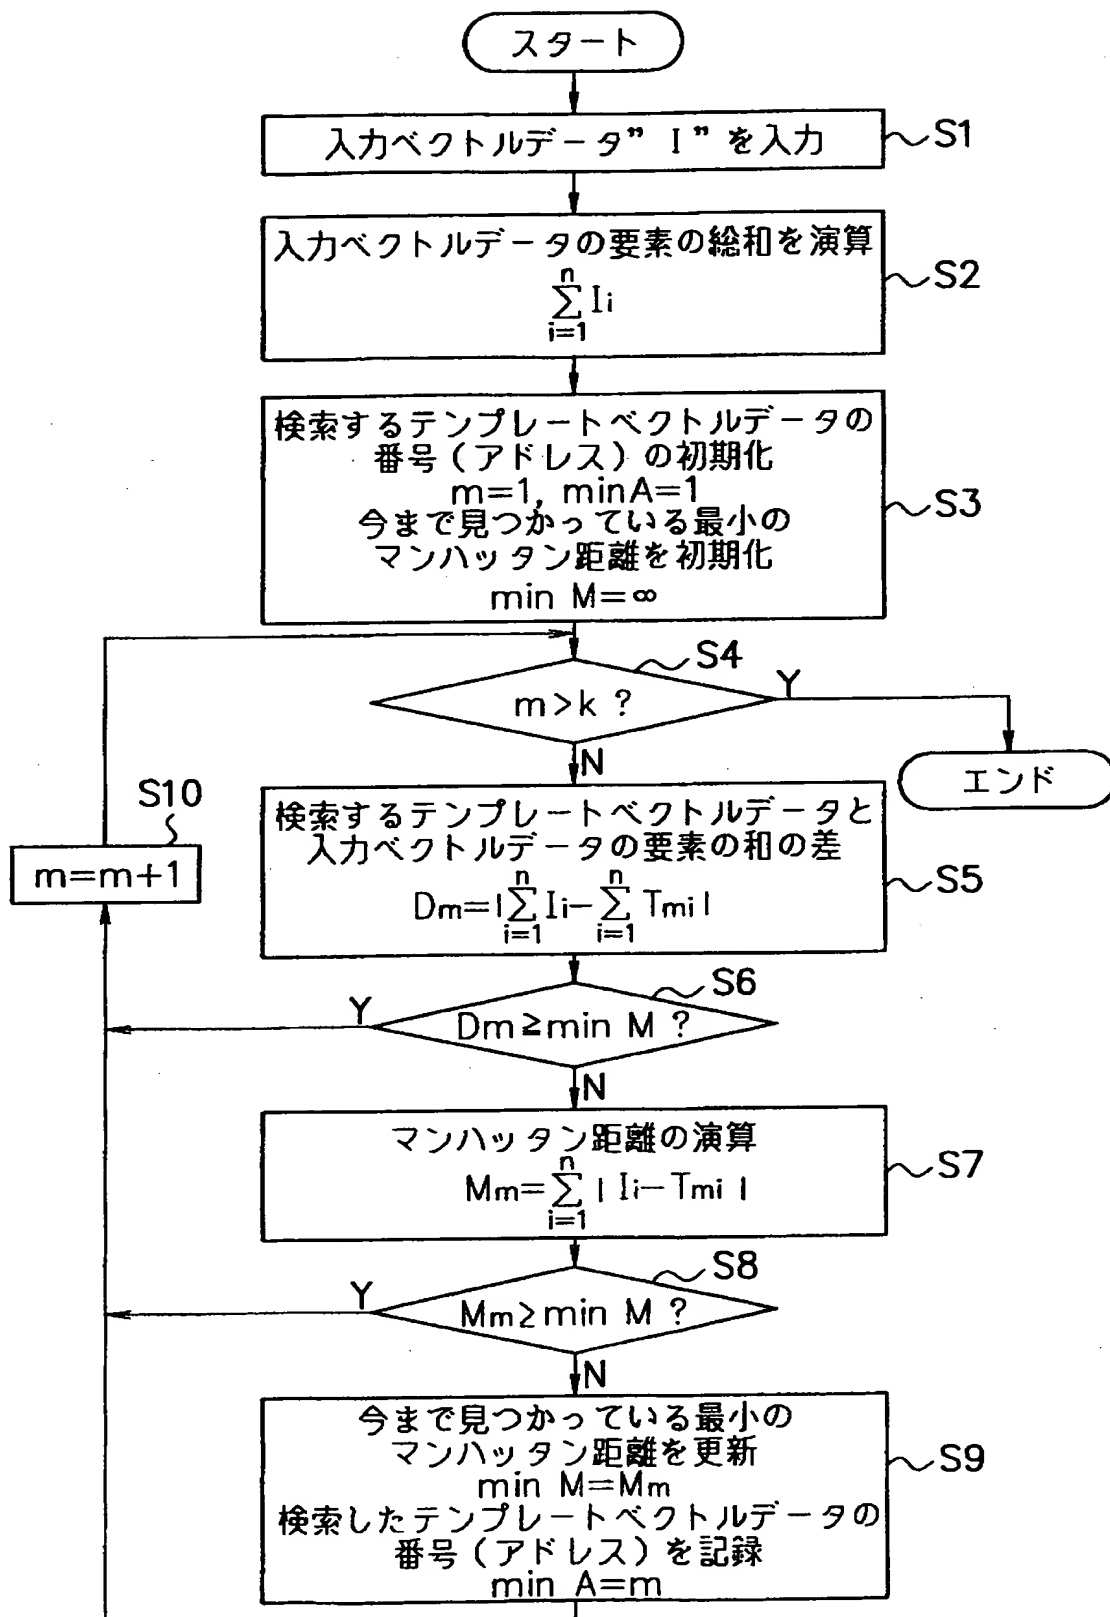 スタート
入力ベクトルデータ”I”を入力
S1
入力ベクトルデータの要素の総和を演算
n
∑Ii
i=1
S2
検索するテンプレートベクトルデータの
番号(アドレス)の初期化
m=1, minA=1
今まで見つかっている最小の
マンハッタン距離を初期化
min M=∞
S3
m>k ?
S4
Y
N
エンド
S10
m=m+1
検索するテンプレートベクトルデータと
入力ベクトルデータの要素の和の差
n n
Dm=|∑Ii-∑Tmi|
i=1 i=1
S5
Dm≧min M ?
S6
Y
N
マンハッタン距離の演算
n
Mm=∑| Ii-Tmi |
i=1
S7
Mm≥min M ?
S8
Y
N
今まで見つかっている最小の
マンハッタン距離を更新
min M=Mm
検索したテンプレートベクトルデータの
番号(アドレス)を記録
min A=m
S9